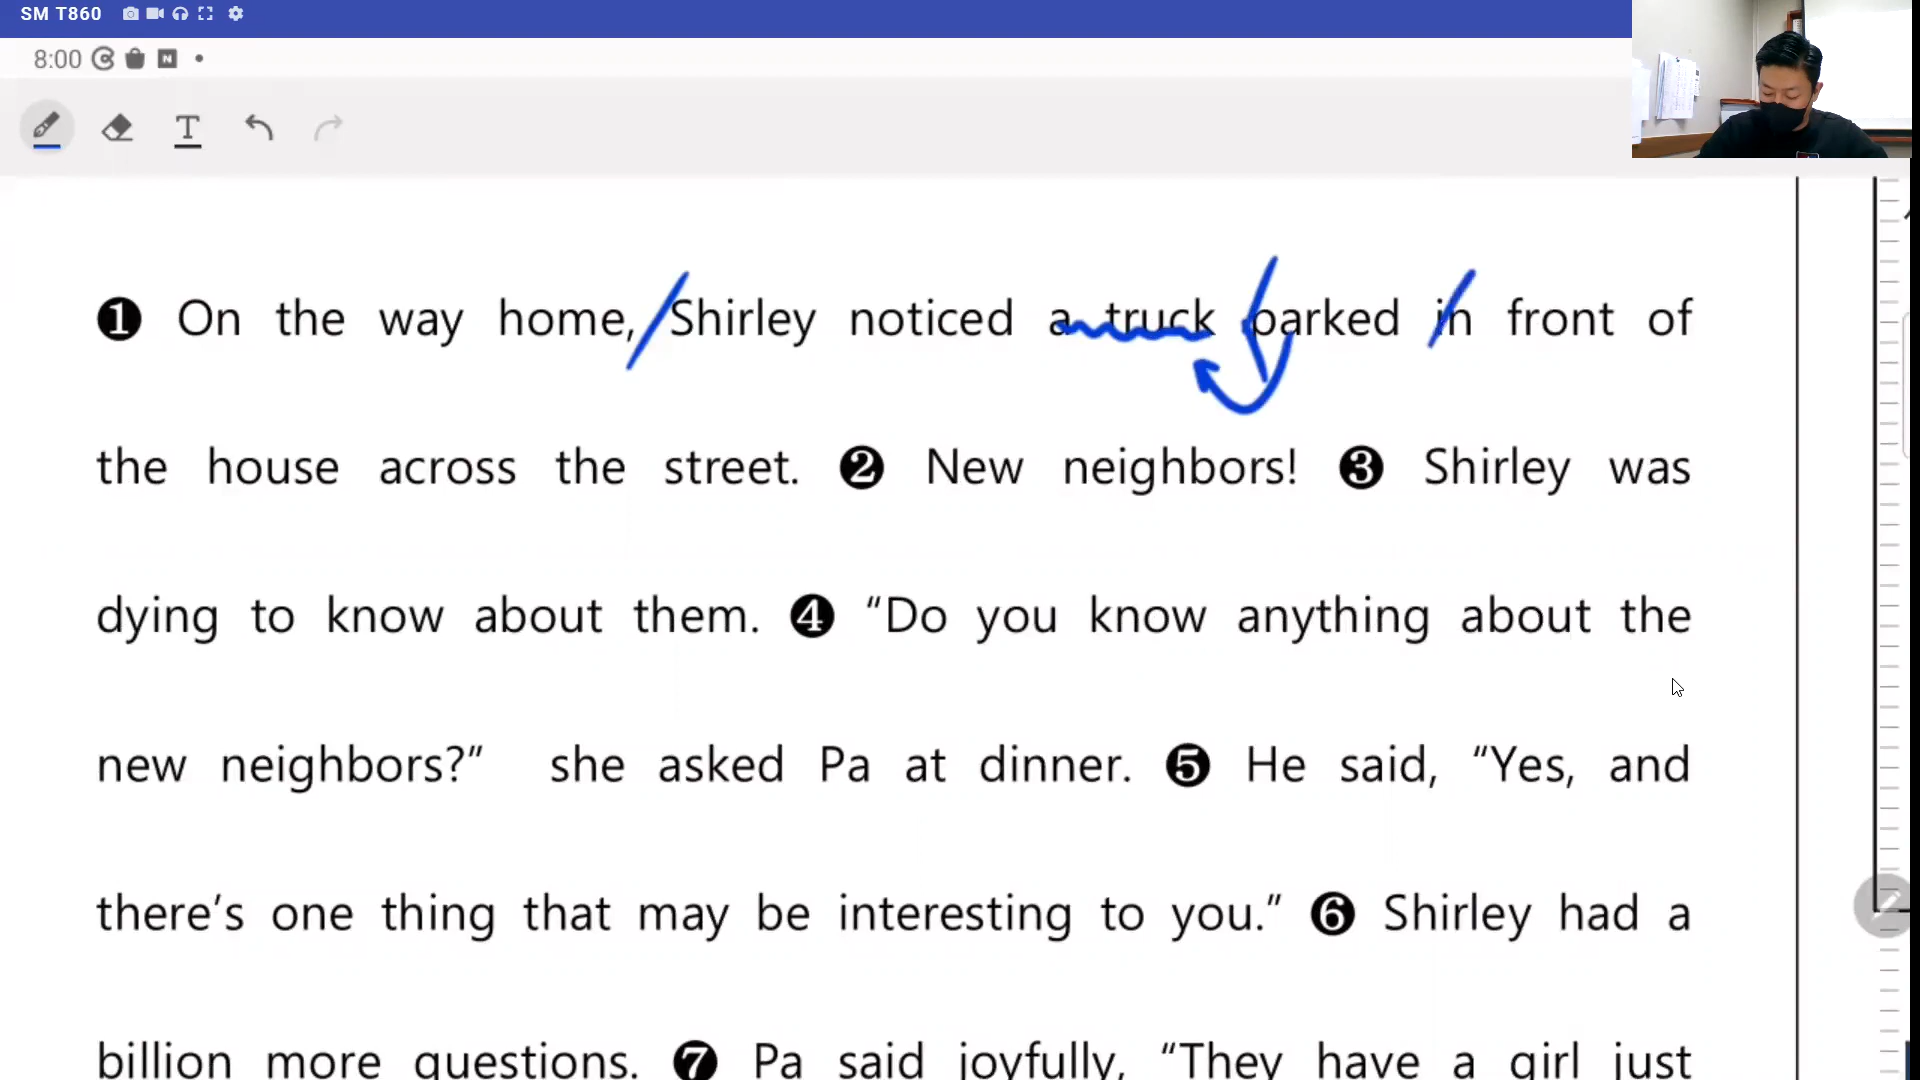 SM T860
8:00
❶ On the way home, Shirley noticed a truck parked in front of
the house across the street. ❷ New neighbors! ❸ Shirley was
dying to know about them. ❹ “Do you know anything about the
new neighbors?” she asked Pa at dinner. ❺ He said, “Yes, and
there’s one thing that may be interesting to you.” ❻ Shirley had a
billion more questions. ❼ Pa said joyfully, “They have a girl just